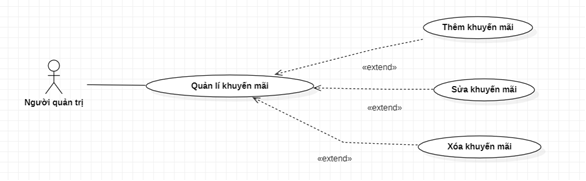 Thêm khuyến mãi
«extend»
Người quản trị
Quản lí khuyến mãi
Sửa khuyến mãi
«extend»
Xóa khuyến mãi
«extend»